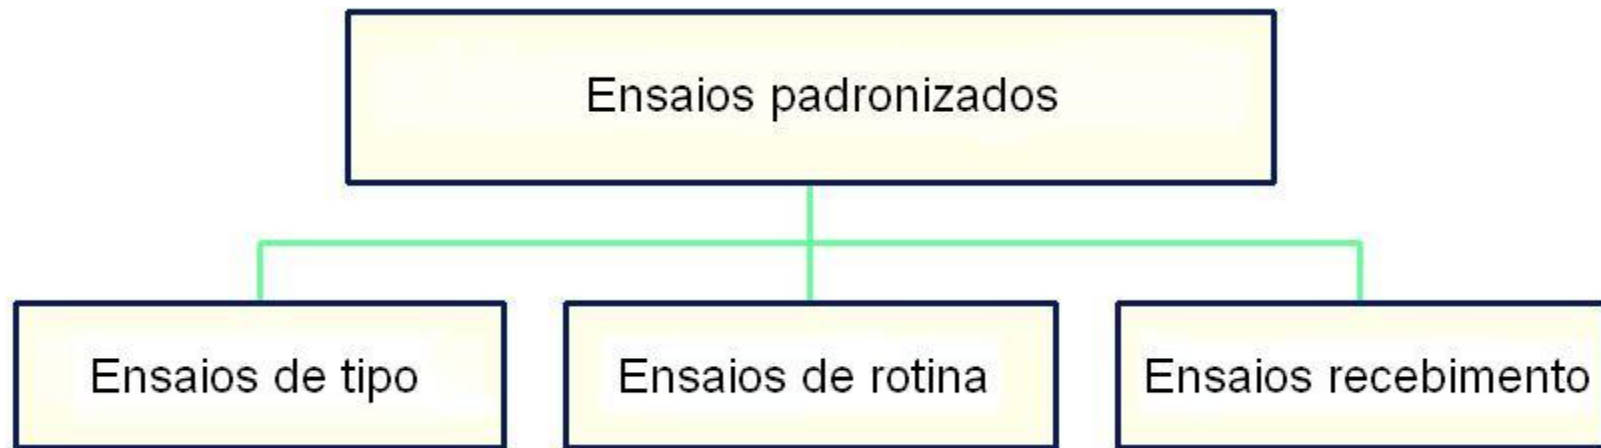 Ensaios padronizados
Ensaios de tipo
Ensaios de rotina
Ensaios recebimento